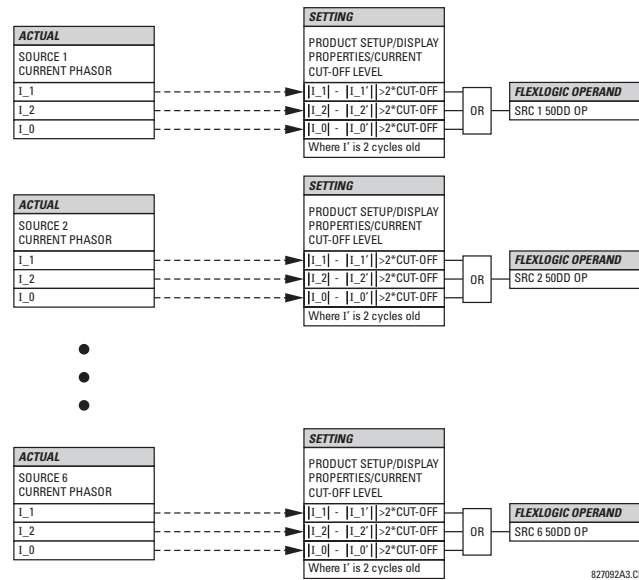 SETTING
ACTUAL
PRODUCT SETUP/DISPLAY
SOURCE 1
PROPERTIES/CURRENT
CURRENT PHASOR
CUT-OFF LEVEL
FLEXLOGIC OPERAND
I_1 |I_1| - |I_1'| >2*CUT-OFF
I_2 |I_2| - |I_2'| >2*CUT-OFF OR SRC 1 50DD OP
I_0 |I_0| - |I_0'| >2*CUT-OFF
Where I' is 2 cycles old
SETTING
ACTUAL
PRODUCT SETUP/DISPLAY
SOURCE 2
PROPERTIES/CURRENT
CURRENT PHASOR
CUT-OFF LEVEL
FLEXLOGIC OPERAND
I_1 |I_1| - |I_1'| >2*CUT-OFF
I_2 |I_2| - |I_2'| >2*CUT-OFF OR SRC 2 50DD OP
I_0 |I_0| - |I_0'| >2*CUT-OFF
Where I' is 2 cycles old
SETTING
ACTUAL
PRODUCT SETUP/DISPLAY
SOURCE 6
PROPERTIES/CURRENT
CURRENT PHASOR
CUT-OFF LEVEL
FLEXLOGIC OPERAND
I_1 |I_1| - |I_1'| >2*CUT-OFF
I_2 |I_2| - |I_2'| >2*CUT-OFF OR SRC 6 50DD OP
I_0 |I_0| - |I_0'| >2*CUT-OFF
Where I' is 2 cycles old